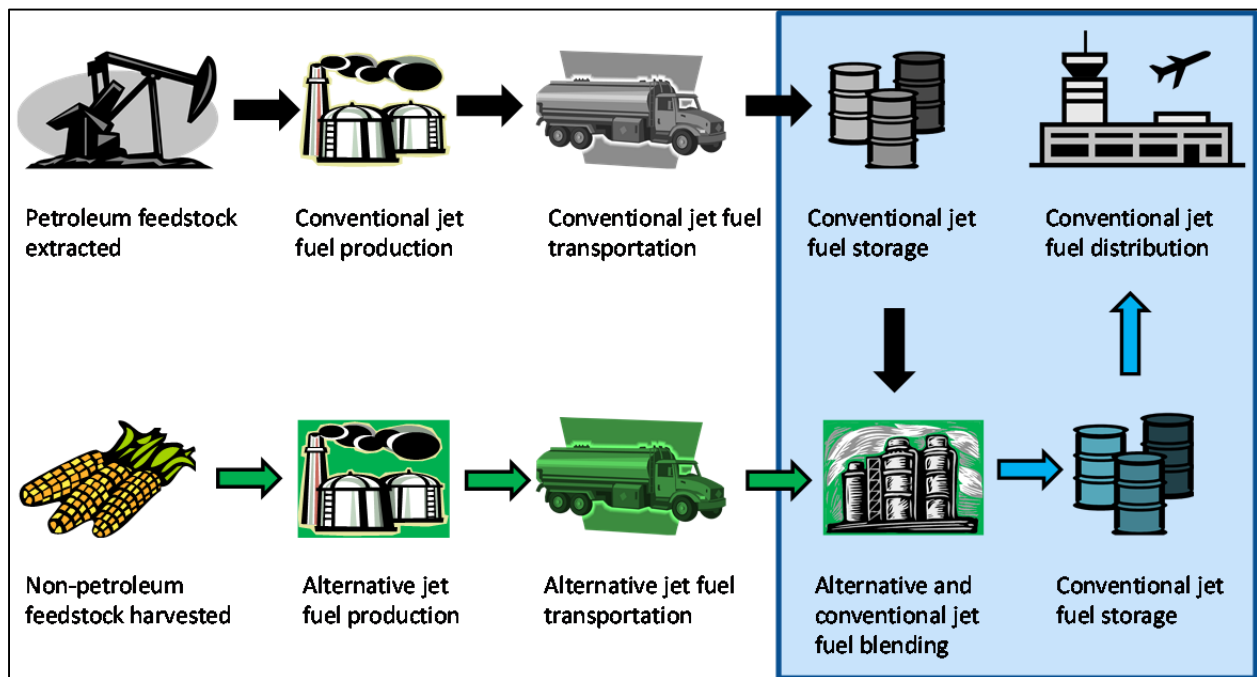 Petroleum feedstock
extracted
Conventional jet
fuel production
Conventional jet fuel
transportation
Conventional jet
fuel storage
Conventional jet
fuel distribution
Non-petroleum
feedstock harvested
Alternative jet
fuel production
Alternative jet fuel
transportation
Alternative and
conventional jet
fuel blending
Conventional jet
fuel storage